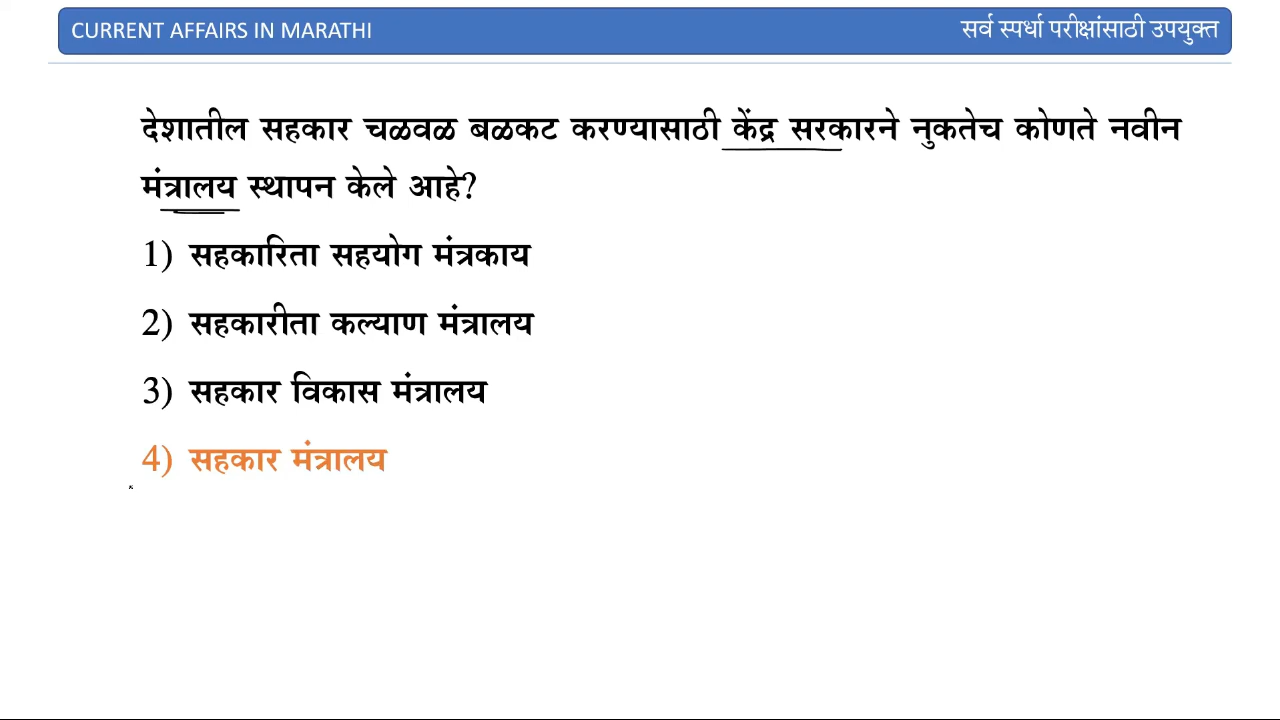 CURRENT AFFAIRS IN MARATHI
सर्व स्पर्धा परीक्षांसाठी उपयुक्त
देशातील सहकार चळवळ बळकट करण्यासाठी केंद्र सरकारने नुकतेच कोणते नवीन
मंत्रालय स्थापन केले आहे?
1) सहकारिता सहयोग मंत्रकाय
2) सहकारीता कल्याण मंत्रालय
3) सहकार विकास मंत्रालय
4) सहकार मंत्रालय